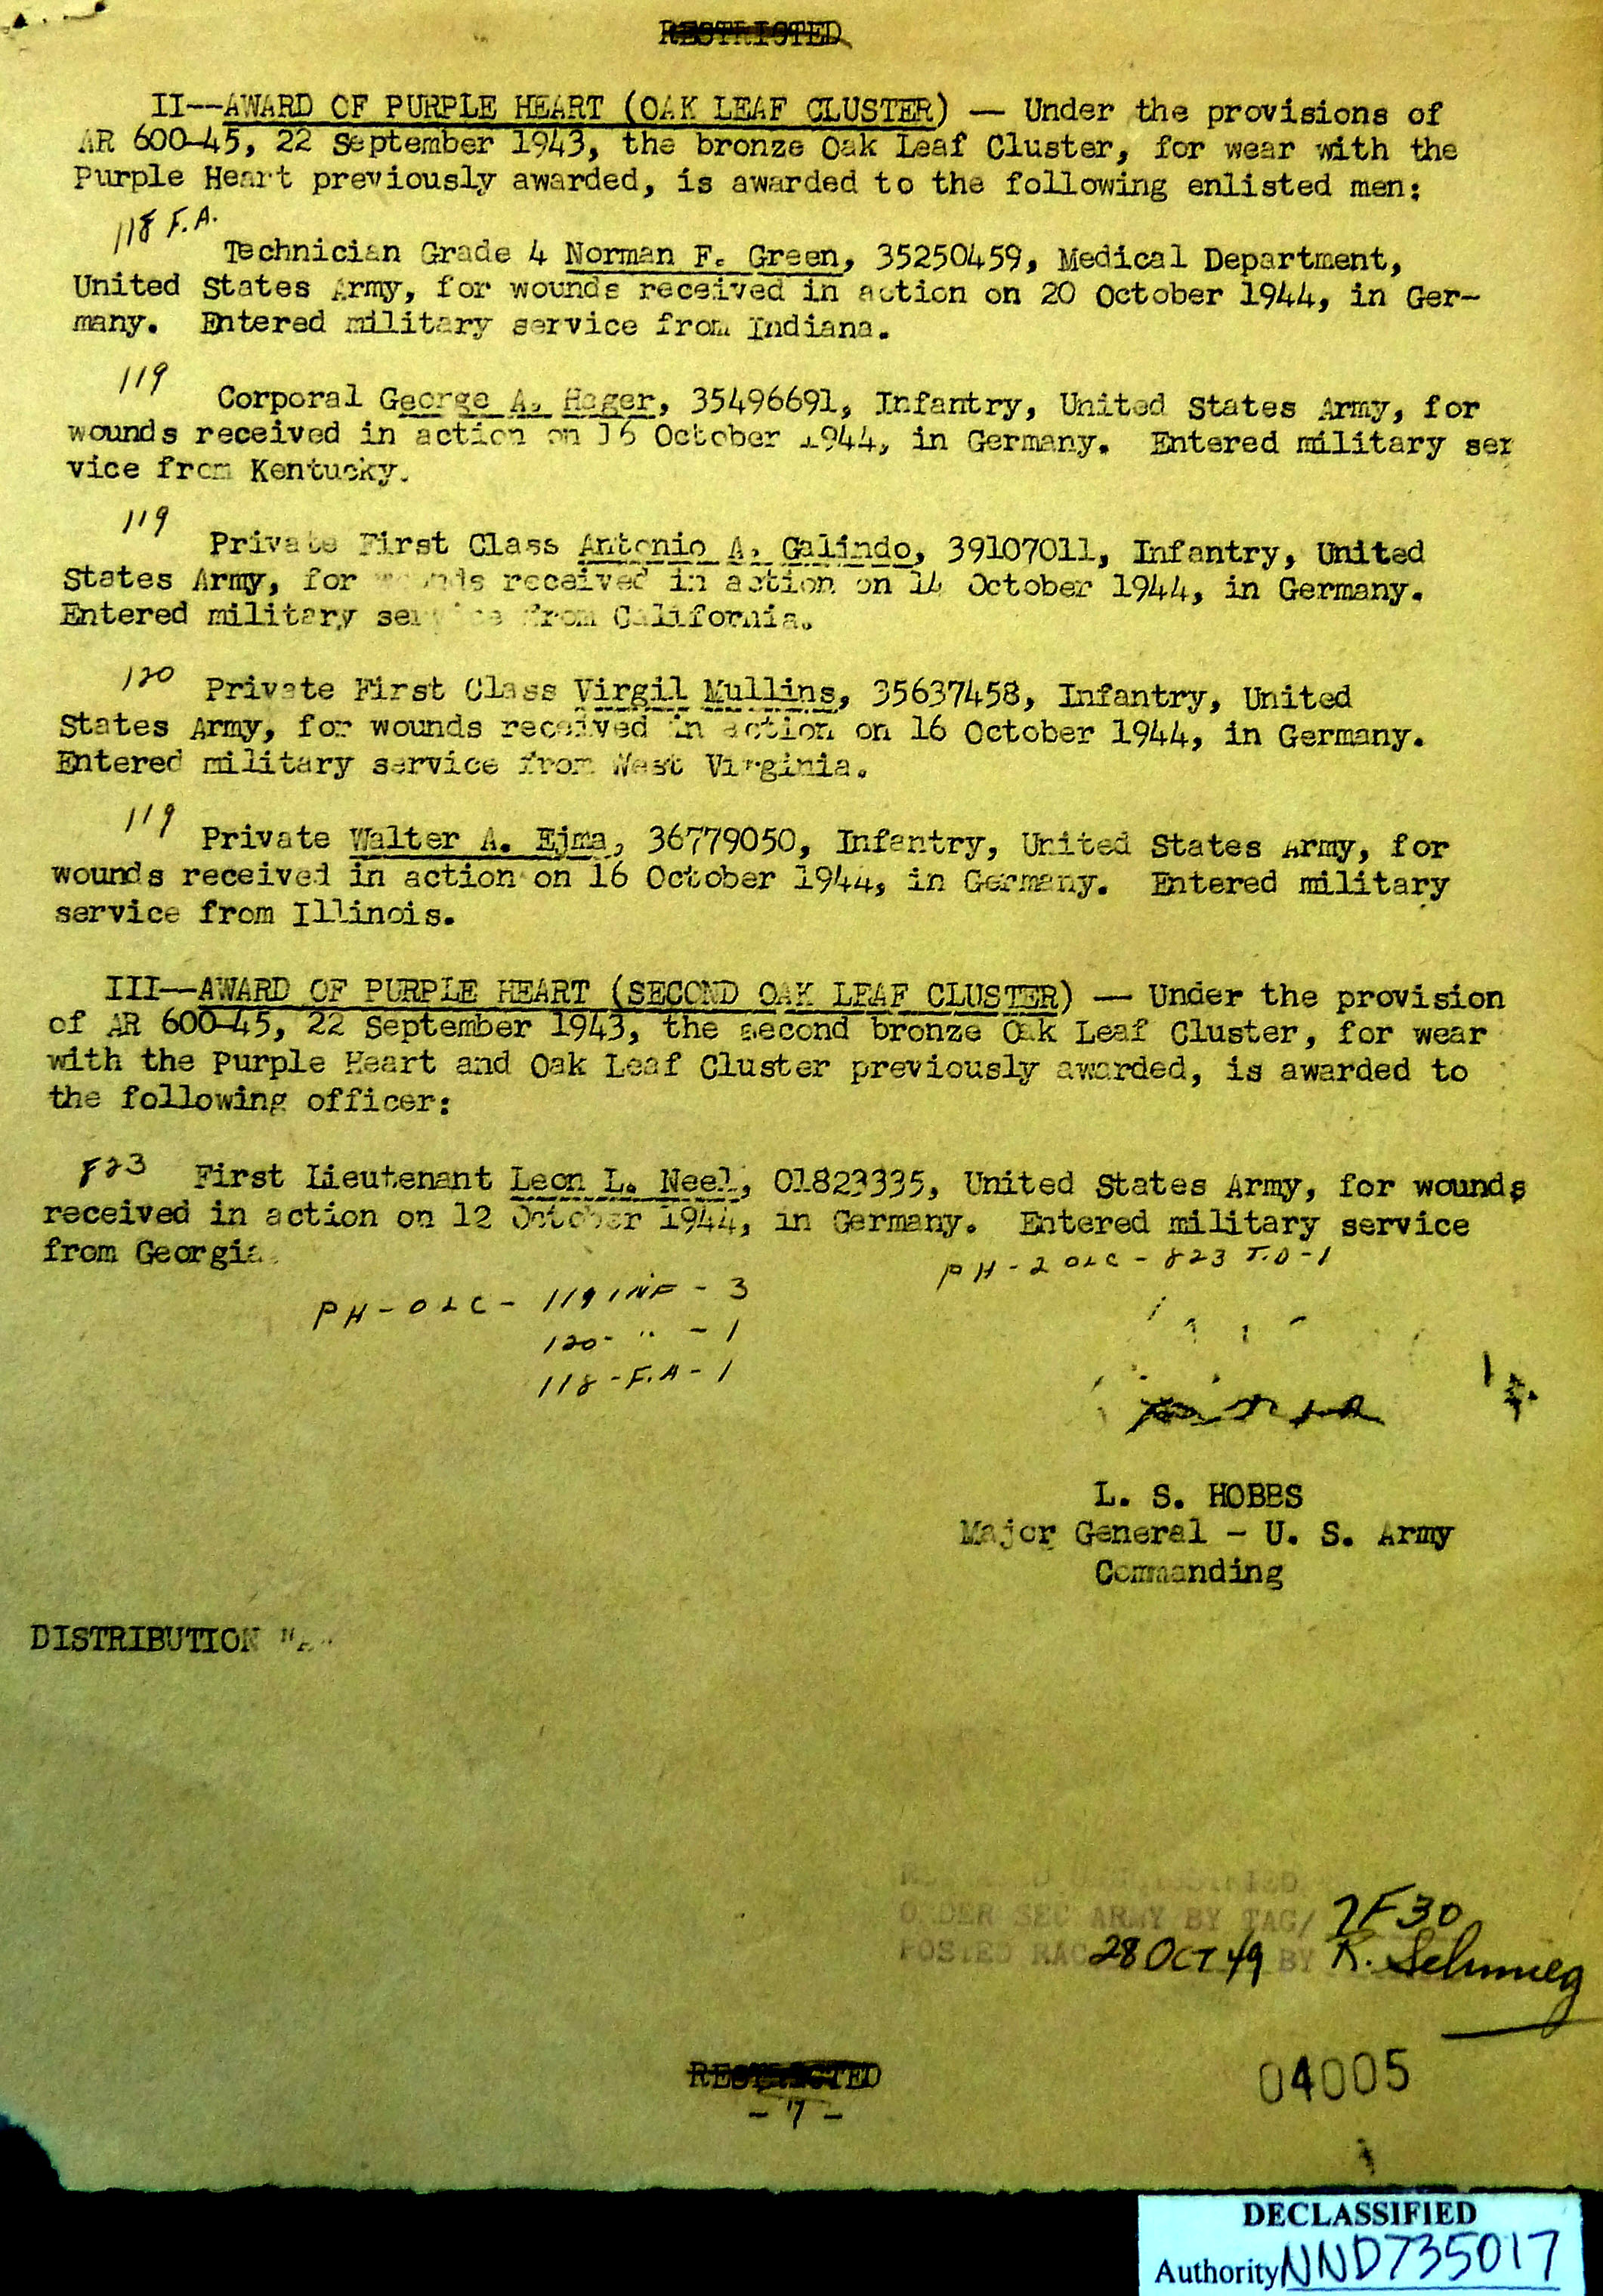 RESTRICTED
II--AWARD OF PURPLE HEART (OAK LEAF CLUSTER) -- Under the provisions of
AR 600-45, 22 September 1943, the bronze Oak Leaf Cluster, for wear with the
Purple Heart previously awarded, is awarded to the following enlisted men:
118 F.A.
Technician Grade 4 Norman F. Green, 35250459, Medical Department,
United States Army, for wounds received in action on 20 October 1944, in Ger-
many. Entered military service from Indiana.
119
Corporal George A. Hager, 35496691, Infantry, United States Army, for
wounds received in action on 16 October 1944, in Germany. Entered military ser
vice from Kentucky.
119
Private First Class Antonio A. Galindo, 39107011, Infantry, United
States Army, for wounds received in action on 14 October 1944, in Germany.
Entered military service from California.
120
Private First Class Virgil Mullins, 35637458, Infantry, United
States Army, for wounds received in action on 16 October 1944, in Germany.
Entered military service from West Virginia.
119
Private Walter A. Ejma, 36779050, Infantry, United States Army, for
wounds received in action on 16 October 1944, in Germany. Entered military
service from Illinois.
III--AWARD OF PURPLE HEART (SECOND OAK LEAF CLUSTER) -- Under the provision
of AR 600-45, 22 September 1943, the second bronze Oak Leaf Cluster, for wear
with the Purple Heart and Oak Leaf Cluster previously awarded, is awarded to
the following officer:
823
First Lieutenant Leon L. Neel, O1823335, United States Army, for wounds
received in action on 12 October 1944, in Germany. Entered military service
from Georgia.
PH - 2 OLC - 823 T.D - 1
PH - OLC - 119 INF - 3
120 - " - 1
118 - F.A - 1
L. S. HOBBS
Major General - U. S. Army
Commanding
DISTRIBUTION "A"
ORDER SEC ARMY BY TAG/ 7F30
POSTED RAC 28 OCT 49 BY R. Schmieg
RESTRICTED
- 7 -
04005
DECLASSIFIED
Authority NND735017